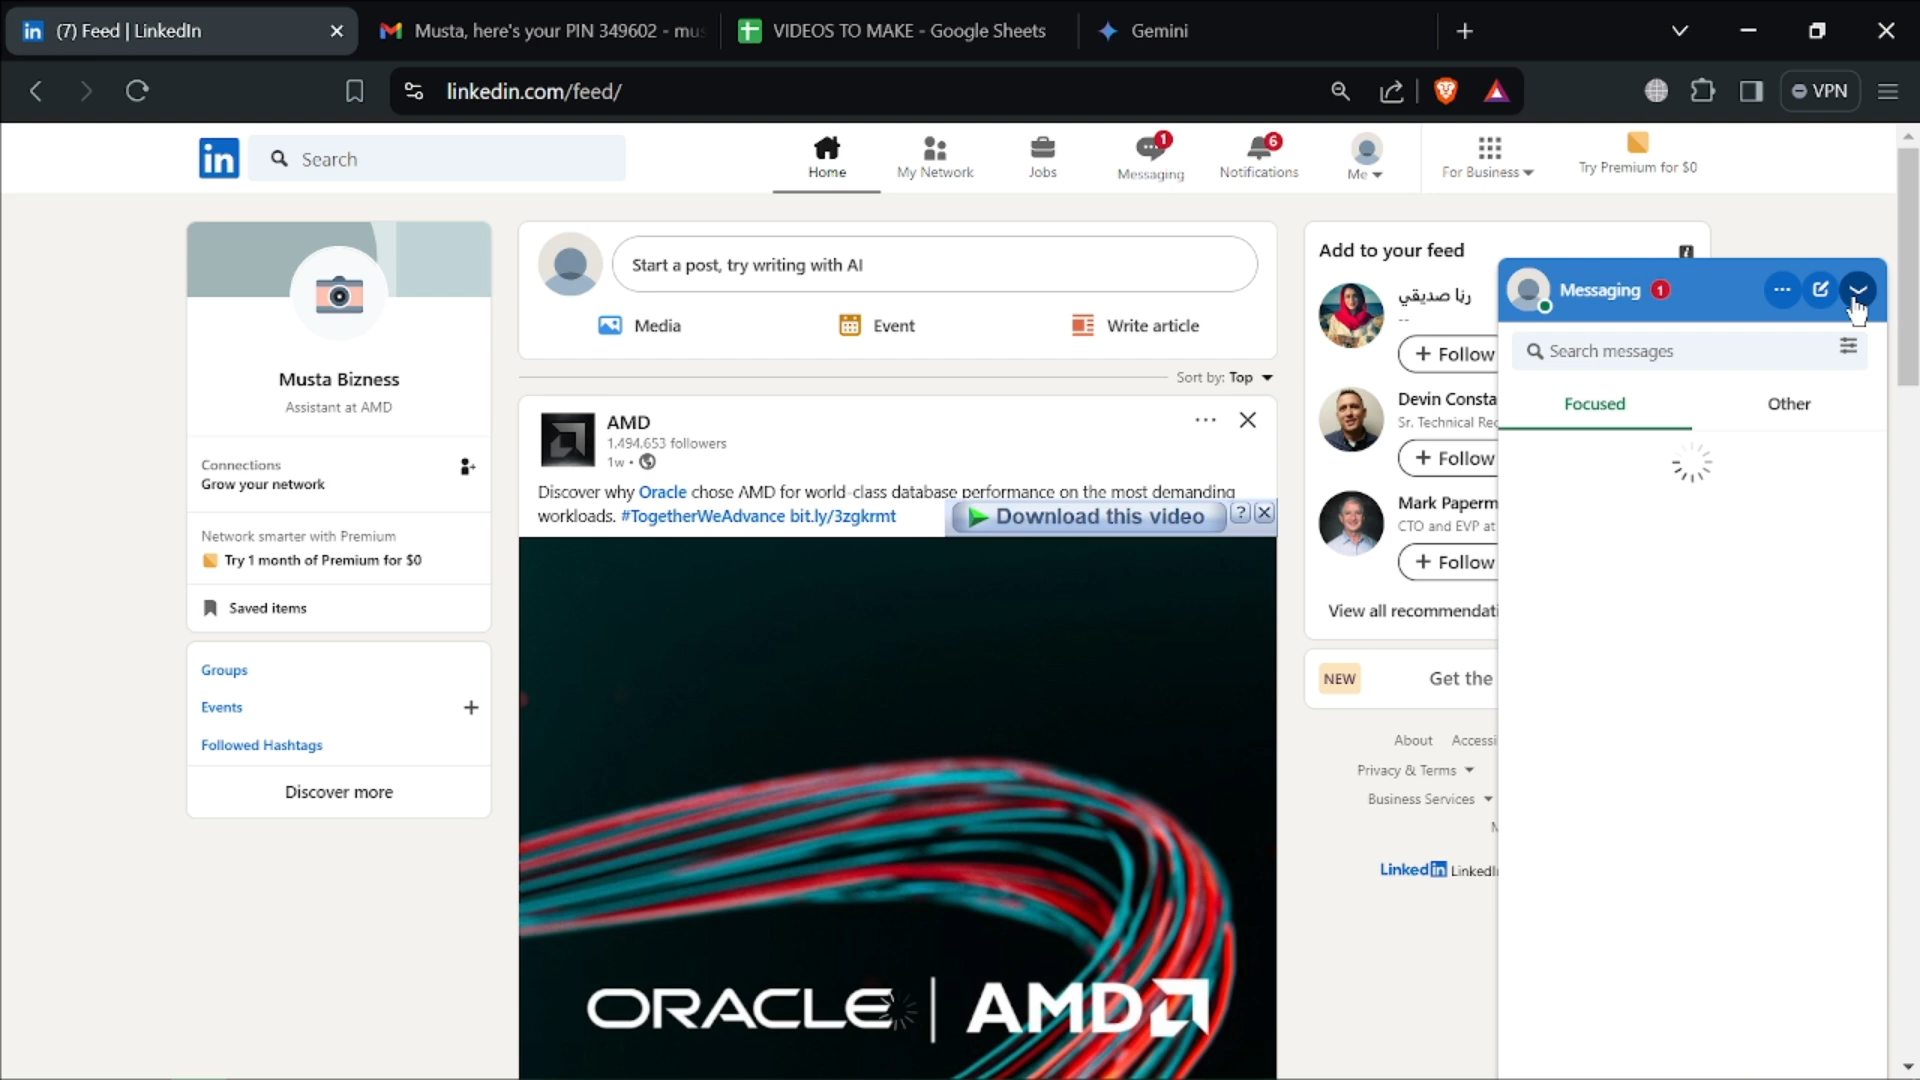 (7) Feed | LinkedIn
Musta, here's your PIN 349602 - mus
VIDEOS TO MAKE - Google Sheets
Gemini
linkedin.com/feed/
VPN
in
Search
Home
My Network
Jobs
Messaging
1
Notifications
6
Me
For Business
Try Premium for $0
Musta Bizness
Assistant at AMD
Connections
Grow your network
Network smarter with Premium
Try 1 month of Premium for $0
Saved items
Groups
Events
Followed Hashtags
Discover more
Start a post, try writing with AI
Media
Event
Write article
Sort by: Top
AMD
1,494,653 followers
1w •
Discover why Oracle chose AMD for world-class database performance on the most demanding
workloads. #TogetherWeAdvance bit.ly/3zgkrmt
Download this video
?
ORACLE | AMD
Add to your feed
رنا صديقي
--
+ Follow
Devin Consta
Sr. Technical Rec
+ Follow
Mark Paperm
CTO and EVP at
+ Follow
View all recommendati
NEW
Get the
About Accessi
Privacy & Terms
Business Services
M
LinkedIn LinkedIn
Messaging 1
Search messages
Focused
Other